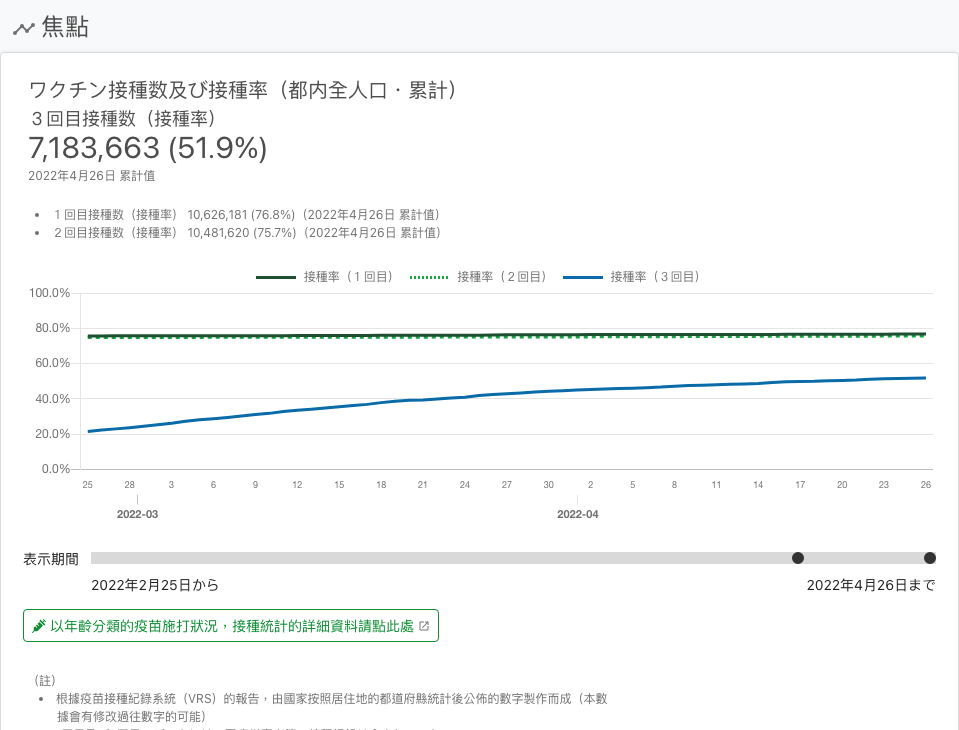 焦點
ワクチン接種数及び接種率（都内全人口・累計）
３回目接種数（接種率）
7,183,663 (51.9%)
2022年4月26日 累計值
• １回目接種数（接種率） 10,626,181 (76.8%)（2022年4月26日 累計值）
• ２回目接種数（接種率） 10,481,620 (75.7%)（2022年4月26日 累計值）
接種率（１回目） 接種率（２回目） 接種率（３回目）
100.0%
80.0%
60.0%
40.0%
20.0%
0.0%
25 28 3 6 9 12 15 18 21 24 27 30 2 5 8 11 14 17 20 23 26
2022-03 2022-04
表示期間
2022年2月25日から 2022年4月26日まで
以年齡分類的疫苗施打狀況，接種統計的詳細資料請點此處
（註）
• 根據疫苗接種紀錄系統（VRS）的報告，由國家按照居住地的都道府縣統計後公佈的數字製作而成（本數
據會有修改過往數字的可能）